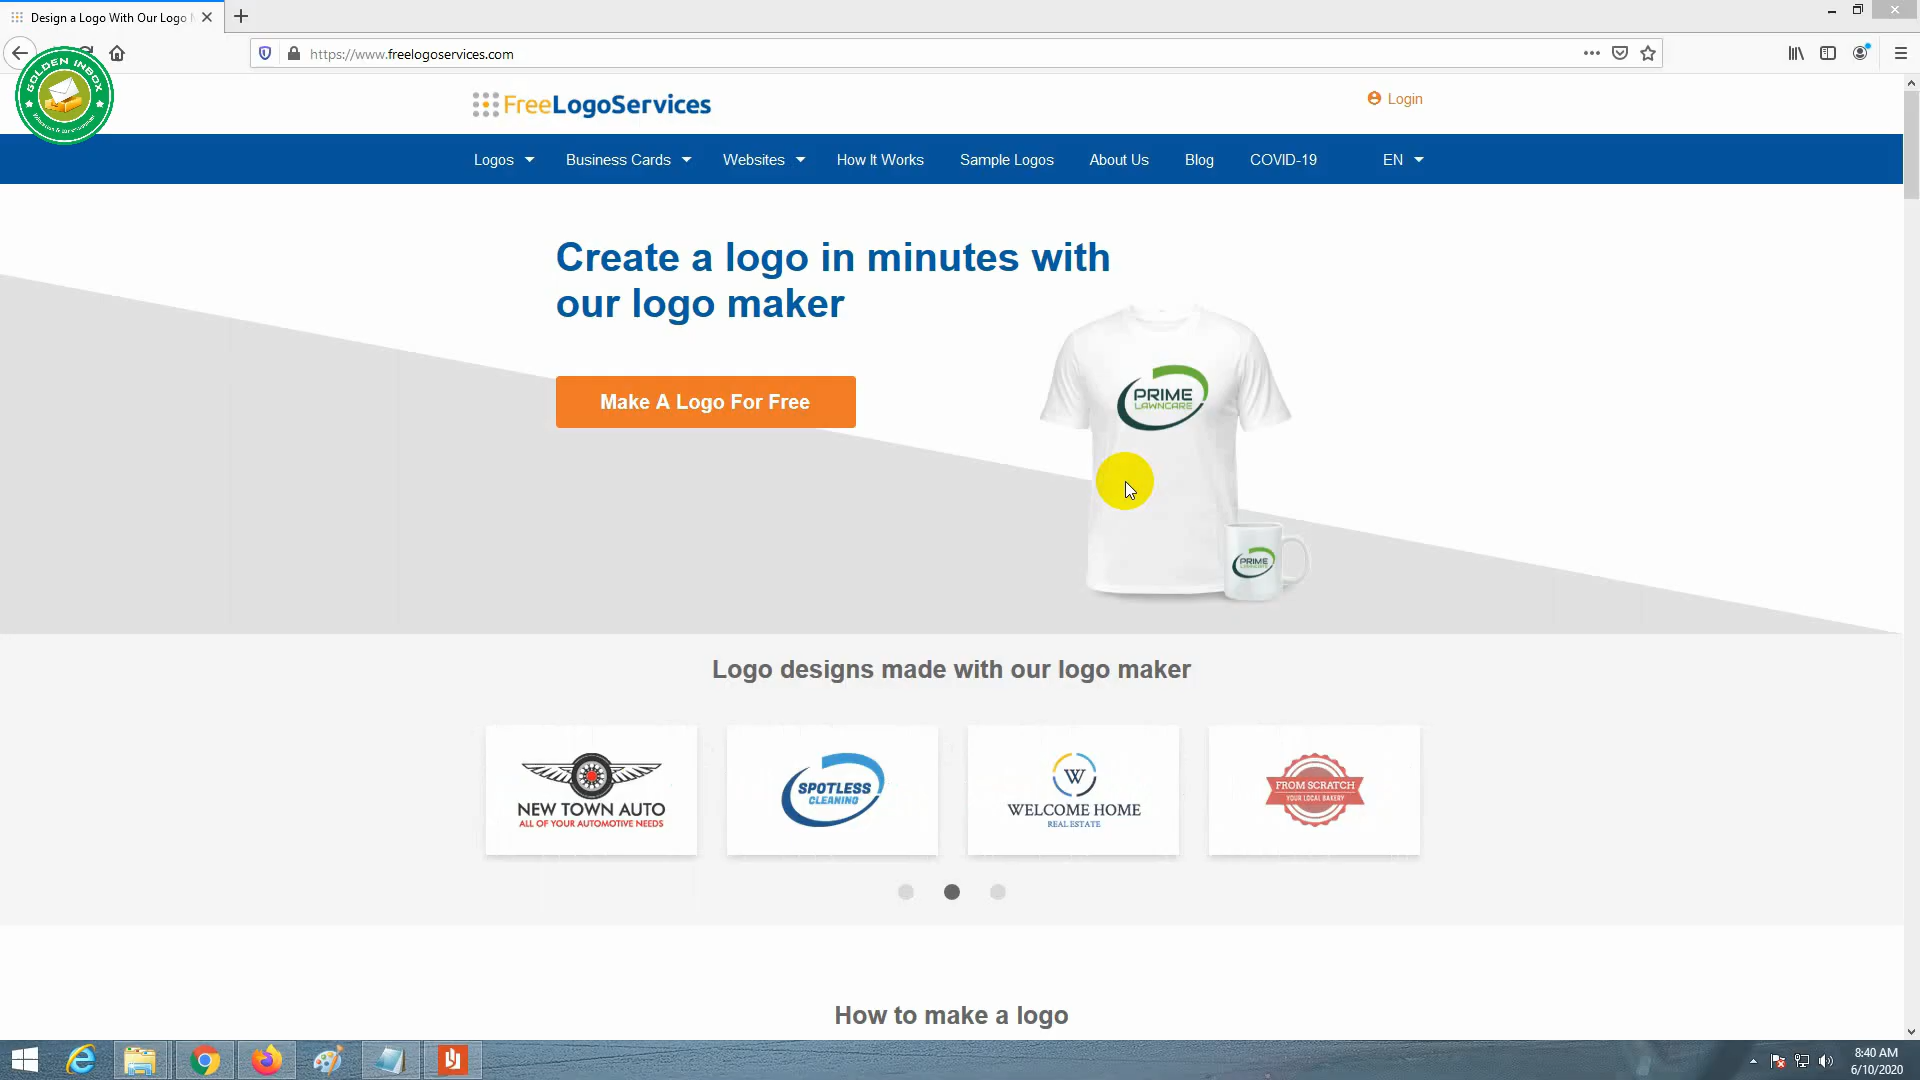 Design a Logo With Our Logo
https://www.freelogoservices.com
GOLDEN INBOX
FreeLogoServices
Login
Logos
Business Cards
Websites
How It Works
Sample Logos
About Us
Blog
COVID-19
EN
Create a logo in minutes with
our logo maker
Make A Logo For Free
PRIME
LAWNCARE
PRIME
LAWNCARE
Logo designs made with our logo maker
NEW TOWN AUTO
ALL OF YOUR AUTOMOTIVE NEEDS
SPOTLESS
CLEANING
W
WELCOME HOME
REAL ESTATE
FROM SCRATCH
YOUR LOCAL BAKERY
How to make a logo
8:40 AM
6/10/2020